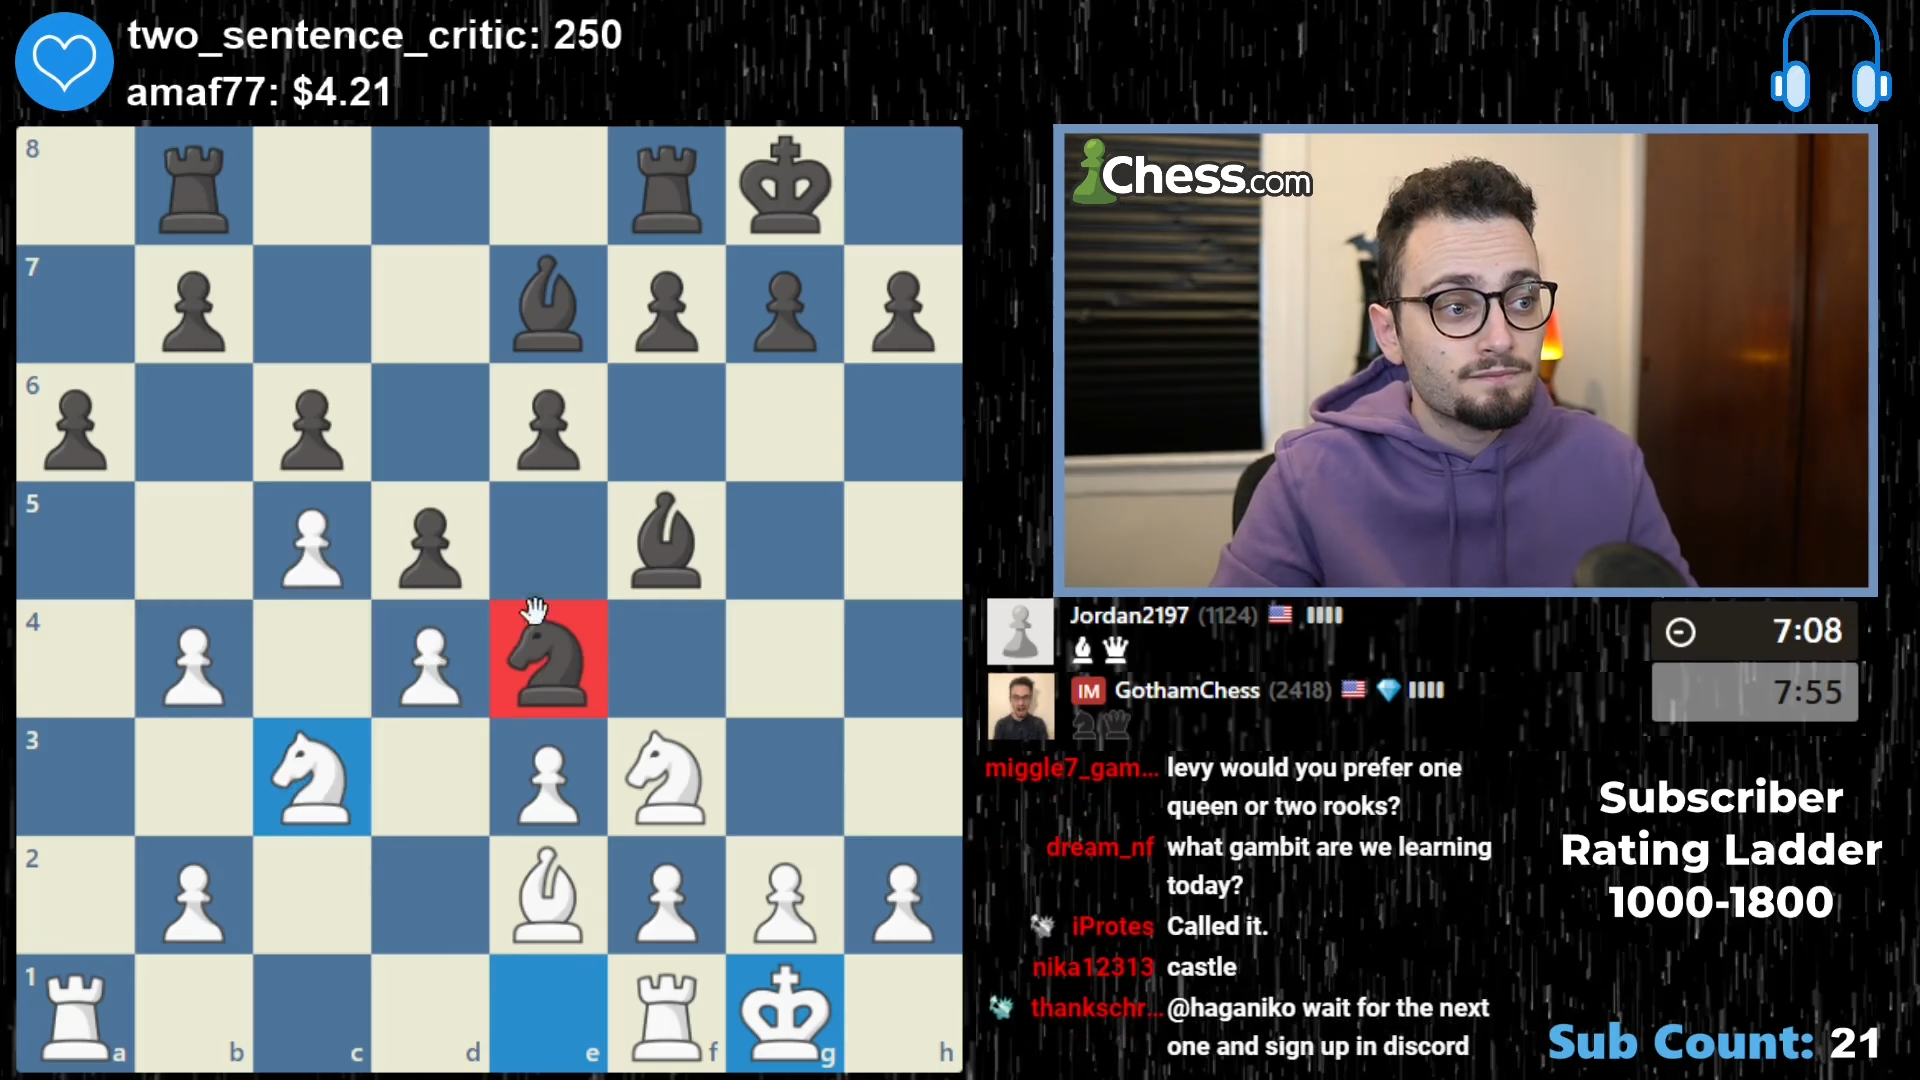 two_sentence_critic: 250
amaf77: $4.21
8
7
6
5
4
3
2
1
a b c d e f g h
Chess.com
Jordan2197 (1124)
7:08
IM GothamChess (2418)
7:55
miggle7_gam... levy would you prefer one
queen or two rooks?
dream_nf what gambit are we learning
today?
iProtes Called it.
nika12313 castle
thankschr... @haganiko wait for the next
one and sign up in discord
Subscriber
Rating Ladder
1000-1800
Sub Count: 21